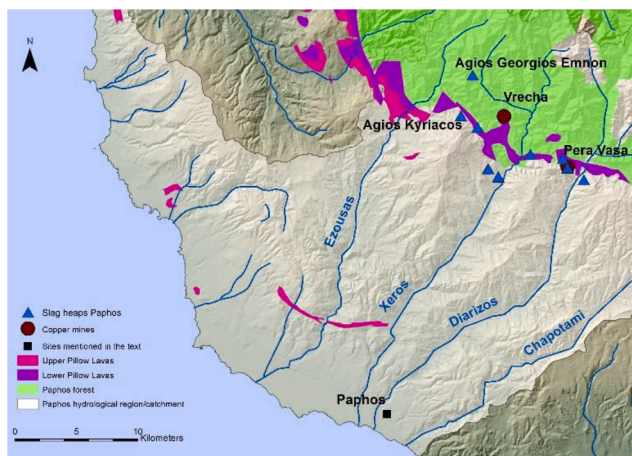 N
Agios Georgios Emnon
Vrecha
Agios Kyriacos
Pera Vasa
Ezousas
Xeros
Diarizos
Chapotami
Paphos
Slag heaps Paphos
Copper mines
Sites mentioned in the text
Upper Pillow Lavas
Lower Pillow Lavas
Paphos forest
Paphos hydrological region/catchment
0 5 10
Kilometers